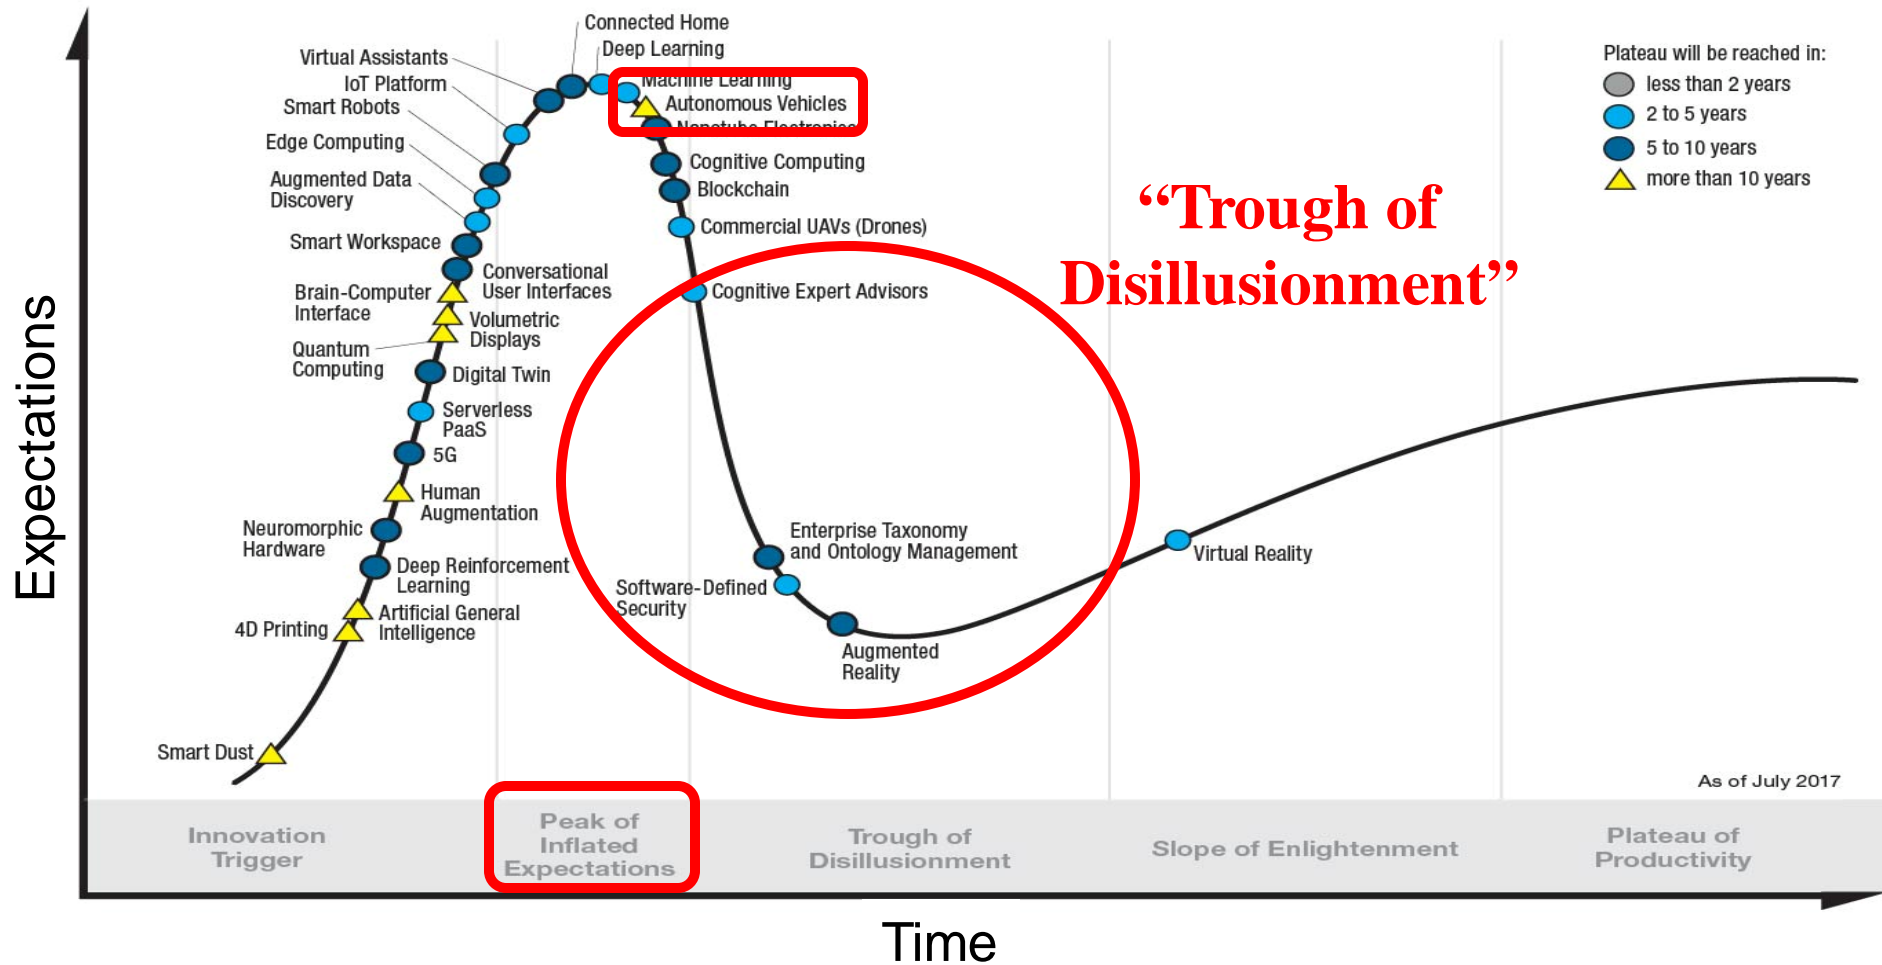 Connected Home
Deep Learning
Virtual Assistants
IoT Platform
Smart Robots
Edge Computing
Augmented Data
Discovery
Smart Workspace
Conversational
User Interfaces
Brain-Computer
Interface
Volumetric
Displays
Quantum
Computing
Digital Twin
Serverless
PaaS
5G
Human
Augmentation
Neuromorphic
Hardware
Deep Reinforcement
Learning
Artificial General
Intelligence
4D Printing
Smart Dust
Machine Learning
Autonomous Vehicles
Nanotube Electronics
Cognitive Computing
Blockchain
Commercial UAVs (Drones)
Cognitive Expert Advisors
Enterprise Taxonomy
and Ontology Management
Software-Defined
Security
Augmented
Reality
Virtual Reality
“Trough of
Disillusionment”
Plateau will be reached in:
less than 2 years
2 to 5 years
5 to 10 years
more than 10 years
As of July 2017
Expectations
Innovation
Trigger
Peak of
Inflated
Expectations
Trough of
Disillusionment
Slope of Enlightenment
Plateau of
Productivity
Time